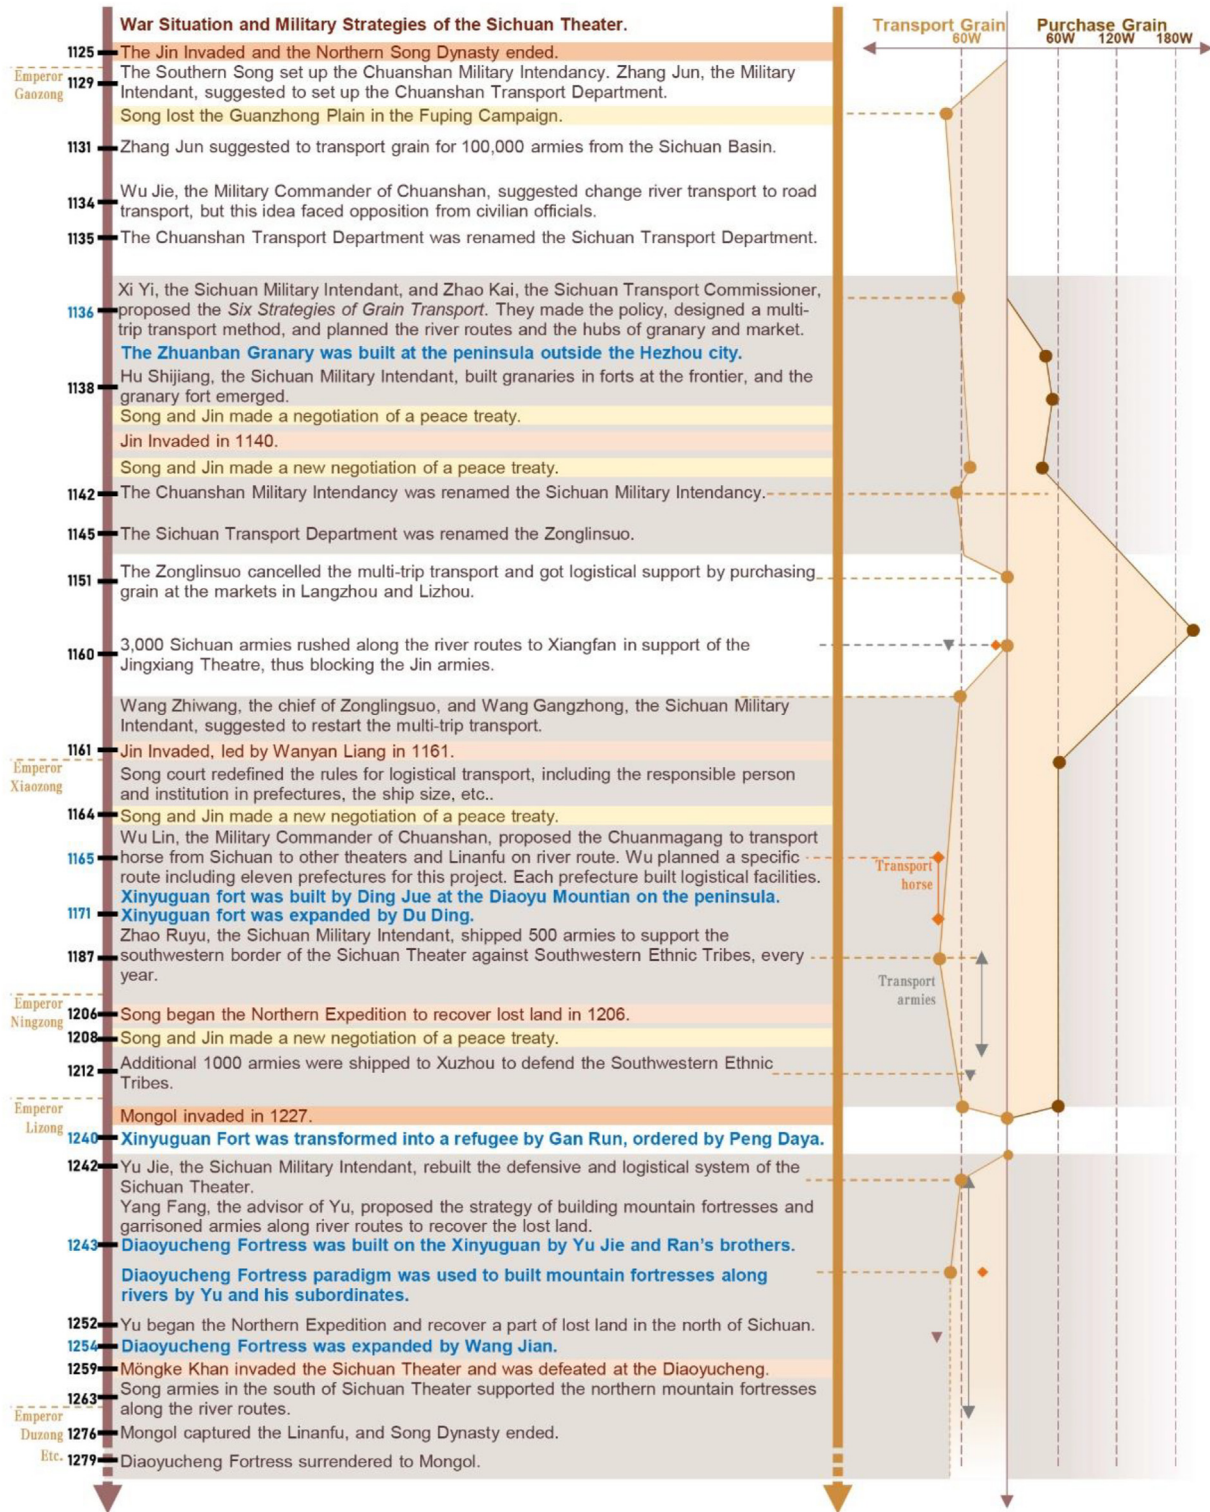 War Situation and Military Strategies of the Sichuan Theater.
Transport Grain
Purchase Grain
60W
60W
120W
180W
1125
The Jin Invaded and the Northern Song Dynasty ended.
Emperor
Gaozong
1129
The Southern Song set up the Chuanshan Military Intendancy. Zhang Jun, the Military
Intendant, suggested to set up the Chuanshan Transport Department.
Song lost the Guanzhong Plain in the Fuping Campaign.
1131
Zhang Jun suggested to transport grain for 100,000 armies from the Sichuan Basin.
1134
Wu Jie, the Military Commander of Chuanshan, suggested change river transport to road
transport, but this idea faced opposition from civilian officials.
1135
The Chuanshan Transport Department was renamed the Sichuan Transport Department.
1136
Xi Yi, the Sichuan Military Intendant, and Zhao Kai, the Sichuan Transport Commissioner,
proposed the Six Strategies of Grain Transport. They made the policy, designed a multi-
trip transport method, and planned the river routes and the hubs of granary and market.
The Zhuanban Granary was built at the peninsula outside the Hezhou city.
1138
Hu Shijiang, the Sichuan Military Intendant, built granaries in forts at the frontier, and the
granary fort emerged.
Song and Jin made a negotiation of a peace treaty.
Jin Invaded in 1140.
Song and Jin made a new negotiation of a peace treaty.
1142
The Chuanshan Military Intendancy was renamed the Sichuan Military Intendancy.
1145
The Sichuan Transport Department was renamed the Zonglinsuo.
1151
The Zonglinsuo cancelled the multi-trip transport and got logistical support by purchasing
grain at the markets in Langzhou and Lizhou.
1160
3,000 Sichuan armies rushed along the river routes to Xiangfan in support of the
Jingxiang Theatre, thus blocking the Jin armies.
Wang Zhiwang, the chief of Zonglingsuo, and Wang Gangzhong, the Sichuan Military
Intendant, suggested to restart the multi-trip transport.
1161
Jin Invaded, led by Wanyan Liang in 1161.
Emperor
Xiaozong
Song court redefined the rules for logistical transport, including the responsible person
and institution in prefectures, the ship size, etc..
1164
Song and Jin made a new negotiation of a peace treaty.
1165
Wu Lin, the Military Commander of Chuanshan, proposed the Chuanmagang to transport
horse from Sichuan to other theaters and Linanfu on river route. Wu planned a specific
route including eleven prefectures for this project. Each prefecture built logistical facilities.
Transport
horse
Xinyuguan fort was built by Ding Jue at the Diaoyu Mountian on the peninsula.
1171
Xinyuguan fort was expanded by Du Ding.
1187
Zhao Ruyu, the Sichuan Military Intendant, shipped 500 armies to support the
southwestern border of the Sichuan Theater against Southwestern Ethnic Tribes, every
year.
Transport
armies
Emperor
Ningzong
1206
Song began the Northern Expedition to recover lost land in 1206.
1208
Song and Jin made a new negotiation of a peace treaty.
1212
Additional 1000 armies were shipped to Xuzhou to defend the Southwestern Ethnic
Tribes.
Emperor
Lizong
Mongol invaded in 1227.
1240
Xinyuguan Fort was transformed into a refugee by Gan Run, ordered by Peng Daya.
1242
Yu Jie, the Sichuan Military Intendant, rebuilt the defensive and logistical system of the
Sichuan Theater.
Yang Fang, the advisor of Yu, proposed the strategy of building mountain fortresses and
garrisoned armies along river routes to recover the lost land.
1243
Diaoyucheng Fortress was built on the Xinyuguan by Yu Jie and Ran's brothers.
Diaoyucheng Fortress paradigm was used to built mountain fortresses along
rivers by Yu and his subordinates.
1252
Yu began the Northern Expedition and recover a part of lost land in the north of Sichuan.
1254
Diaoyucheng Fortress was expanded by Wang Jian.
1259
Möngke Khan invaded the Sichuan Theater and was defeated at the Diaoyucheng.
1263
Song armies in the south of Sichuan Theater supported the northern mountain fortresses
along the river routes.
Emperor
Duzong
Etc.
1276
Mongol captured the Linanfu, and Song Dynasty ended.
1279
Diaoyucheng Fortress surrendered to Mongol.